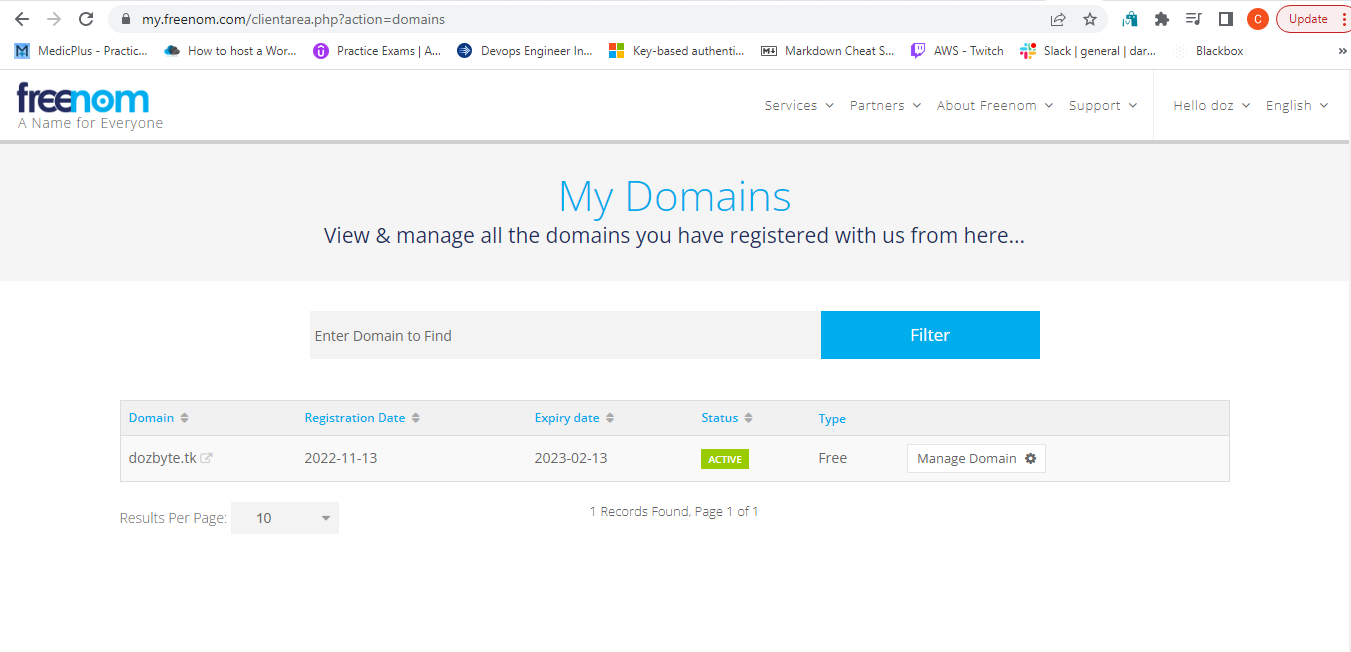 my.freenom.com/clientarea.php?action=domains
C
Update
MedicPlus - Practic...
How to host a Wor...
Practice Exams | A...
Devops Engineer In...
Key-based authenti...
Markdown Cheat S...
AWS - Twitch
Slack | general | dar...
Blackbox
»
freenom
A Name for Everyone
Services
Partners
About Freenom
Support
Hello doz
English
My Domains
View & manage all the domains you have registered with us from here...
Enter Domain to Find
Filter
Domain Registration Date Expiry date Status Type
dozbyte.tk 2022-11-13 2023-02-13 ACTIVE Free Manage Domain
Results Per Page: 10
1 Records Found, Page 1 of 1